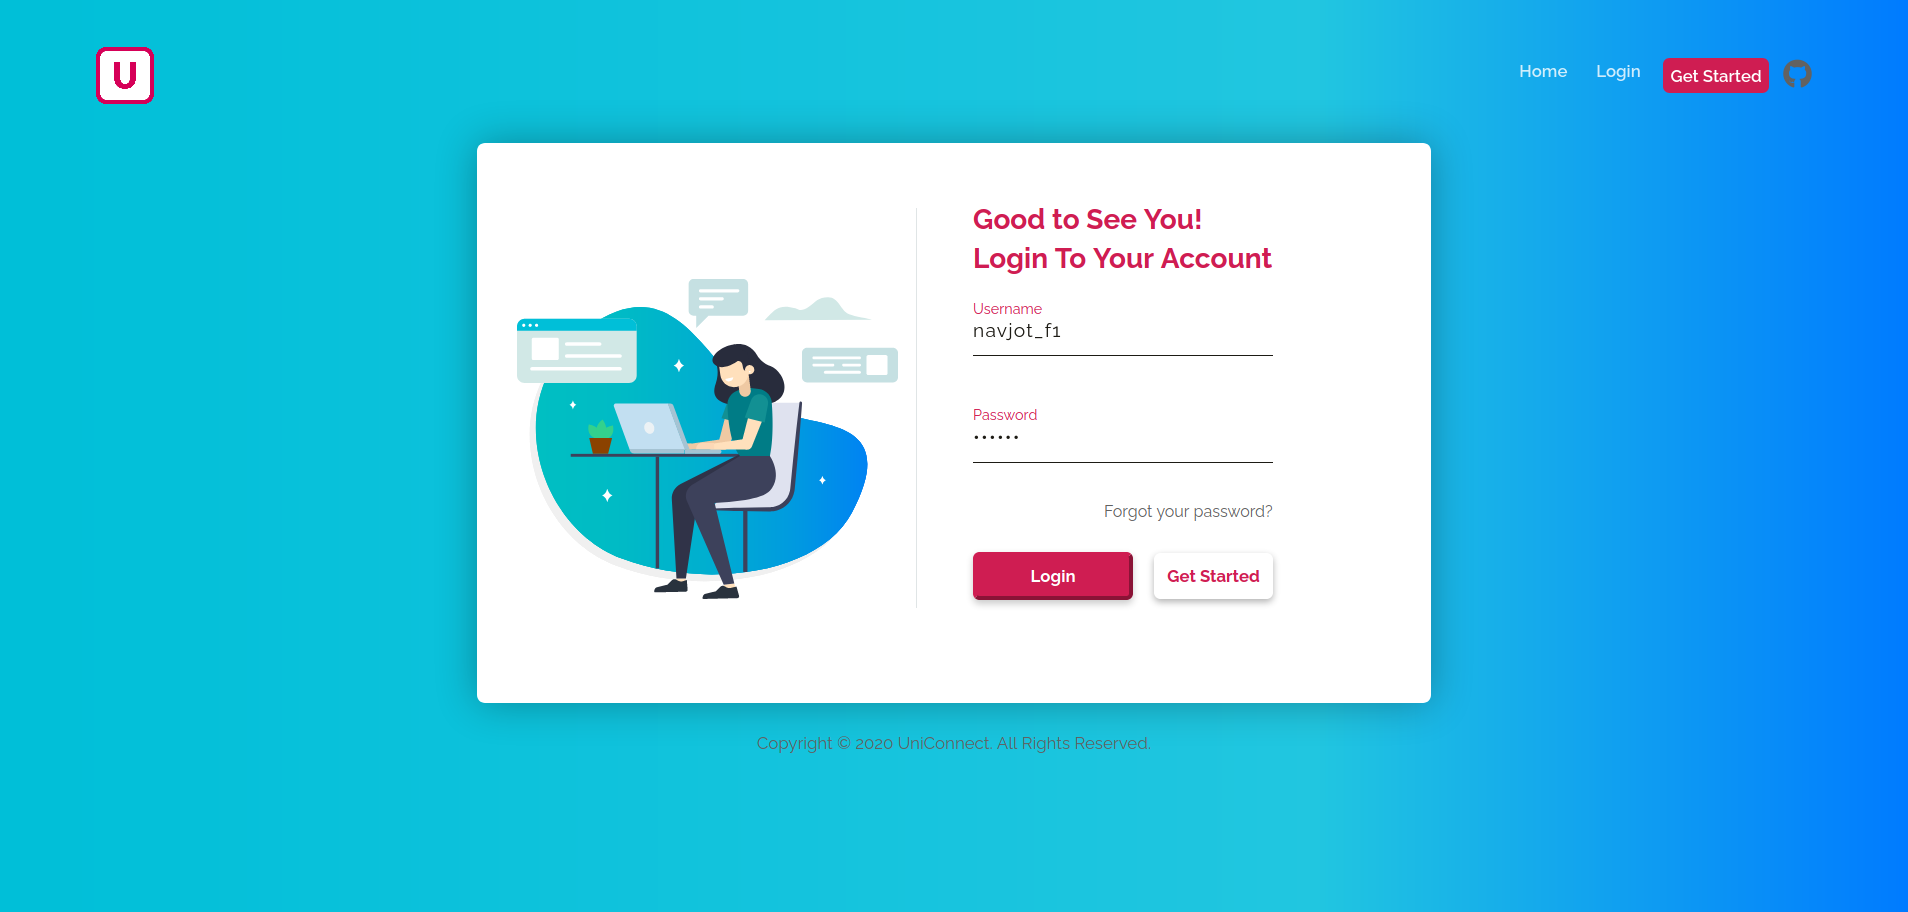 U
Home
Login
Get Started
Good to See You!
Login To Your Account
Username
navjot_f1
Password
••••••
Forgot your password?
Login
Get Started
Copyright © 2020 UniConnect. All Rights Reserved.